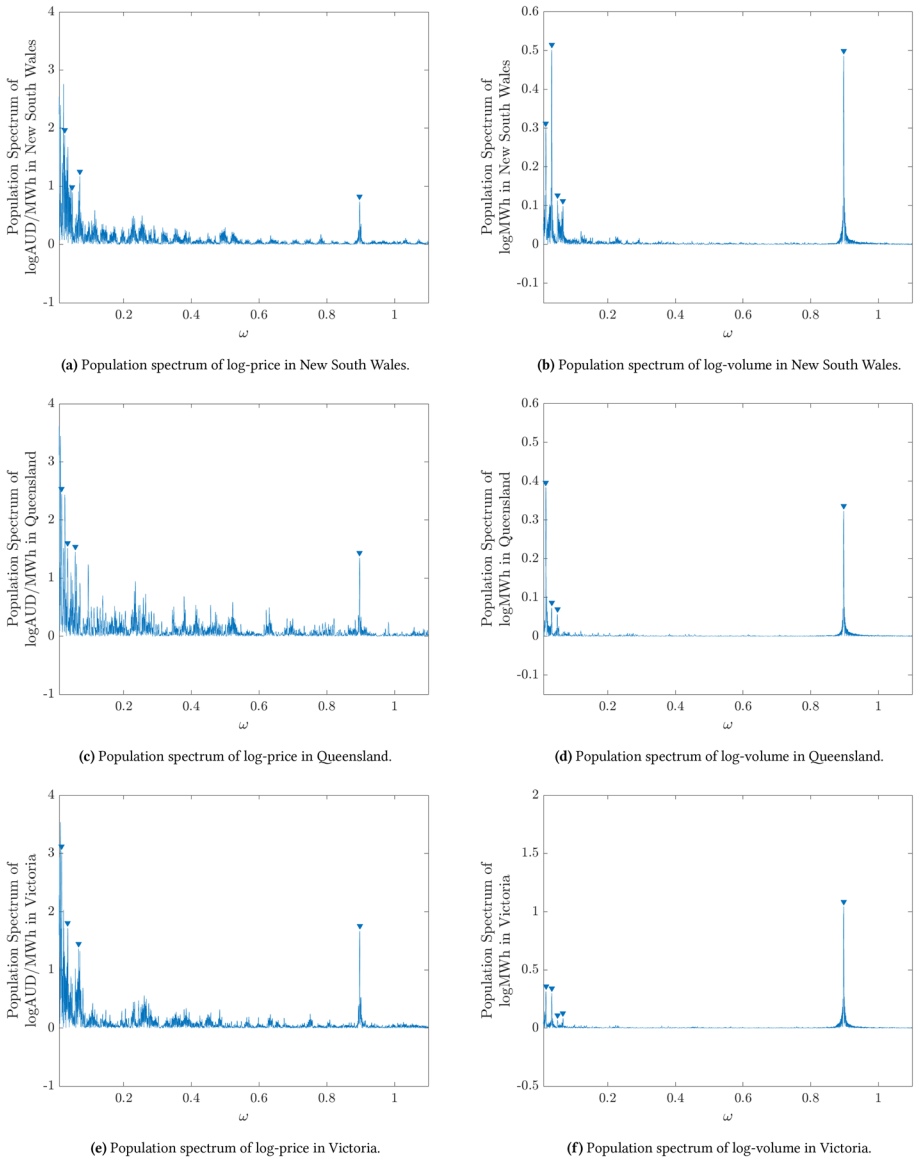 4
3
2
1
0
-1
0.2
0.4
0.6
0.8
1
ω
Population Spectrum of
logAUD/MWh in New South Wales
(a) Population spectrum of log-price in New South Wales.
0.6
0.5
0.4
0.3
0.2
0.1
0
-0.1
0.2
0.4
0.6
0.8
1
ω
Population Spectrum of
logMWh in New South Wales
(b) Population spectrum of log-volume in New South Wales.
4
3
2
1
0
-1
0.2
0.4
0.6
0.8
1
ω
Population Spectrum of
logAUD/MWh in Queensland
(c) Population spectrum of log-price in Queensland.
0.6
0.5
0.4
0.3
0.2
0.1
0
-0.1
0.2
0.4
0.6
0.8
1
ω
Population Spectrum of
logMWh in Queensland
(d) Population spectrum of log-volume in Queensland.
4
3
2
1
0
-1
0.2
0.4
0.6
0.8
1
ω
Population Spectrum of
logAUD/MWh in Victoria
(e) Population spectrum of log-price in Victoria.
2
1.5
1
0.5
0
-0.5
0.2
0.4
0.6
0.8
1
ω
Population Spectrum of
logMWh in Victoria
(f) Population spectrum of log-volume in Victoria.